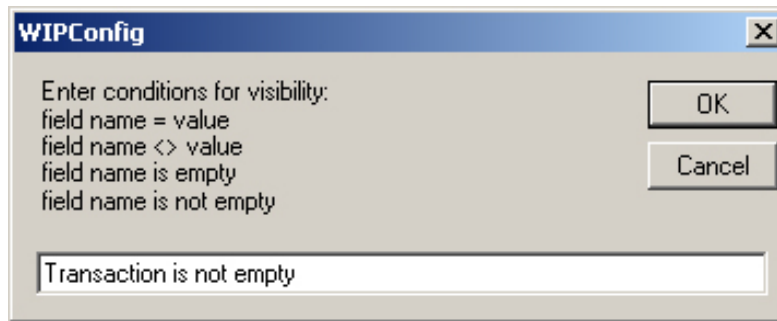 WIPConfig
Enter conditions for visibility:
field name = value
field name <> value
field name is empty
field name is not empty
OK
Cancel
Transaction is not empty